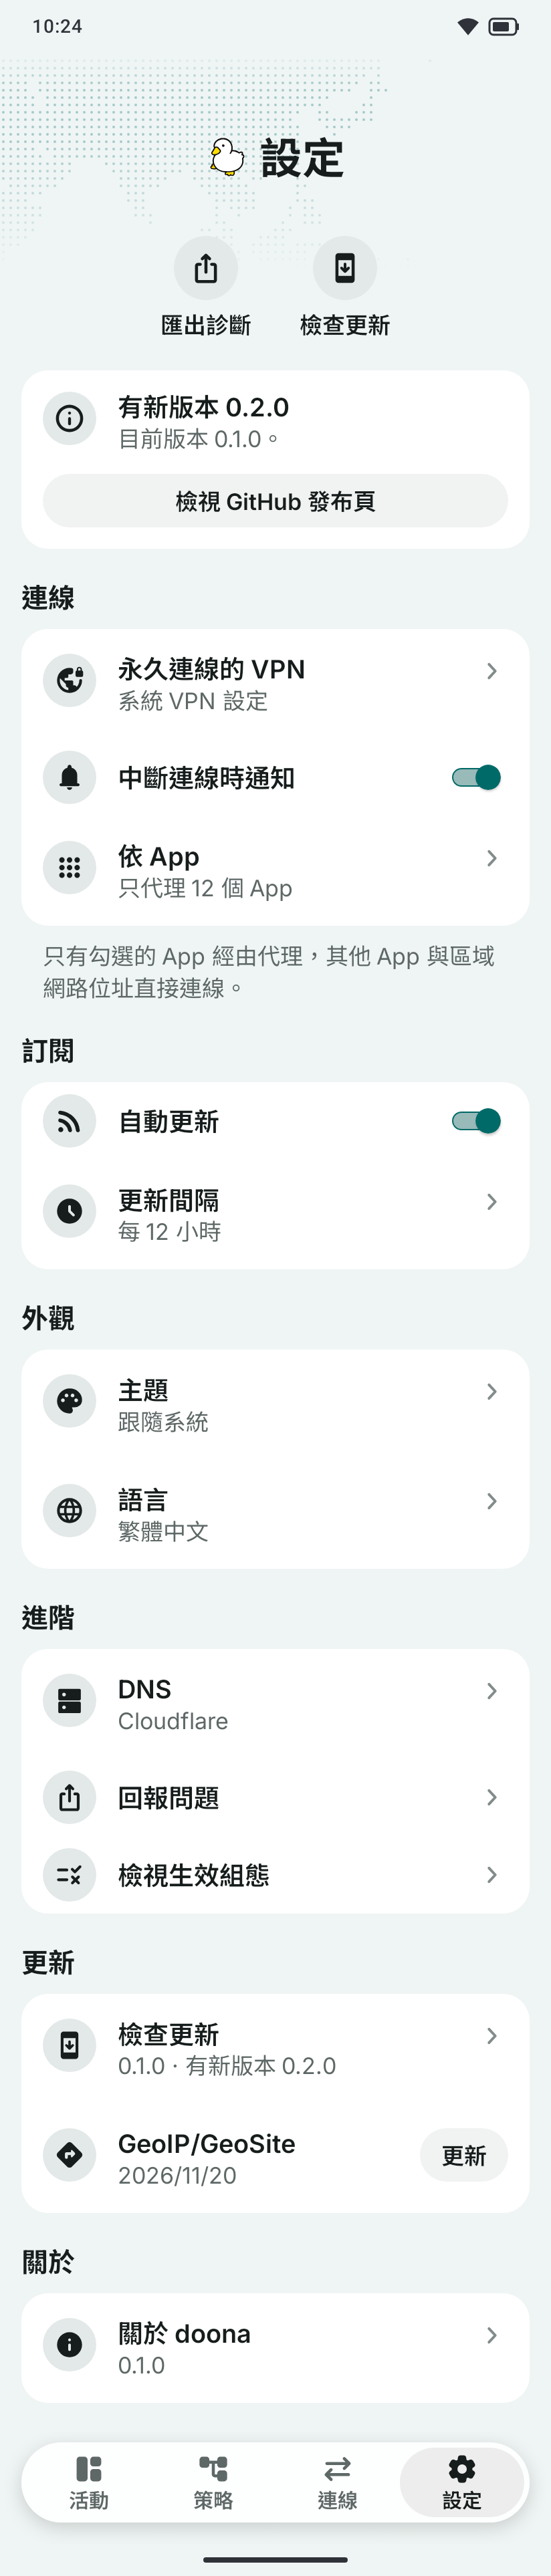 10:24
設定
匯出診斷
檢查更新
有新版本 0.2.0
目前版本 0.1.0。
檢視 GitHub 發布頁
連線
永久連線的 VPN
系統 VPN 設定
中斷連線時通知
依 App
只代理 12 個 App
只有勾選的 App 經由代理，其他 App 與區域
網路位址直接連線。
訂閱
自動更新
更新間隔
每 12 小時
外觀
主題
跟隨系統
語言
繁體中文
進階
DNS
Cloudflare
回報問題
檢視生效組態
更新
檢查更新
0.1.0 · 有新版本 0.2.0
GeoIP/GeoSite
2026/11/20
更新
關於
關於 doona
0.1.0
活動
策略
連線
設定